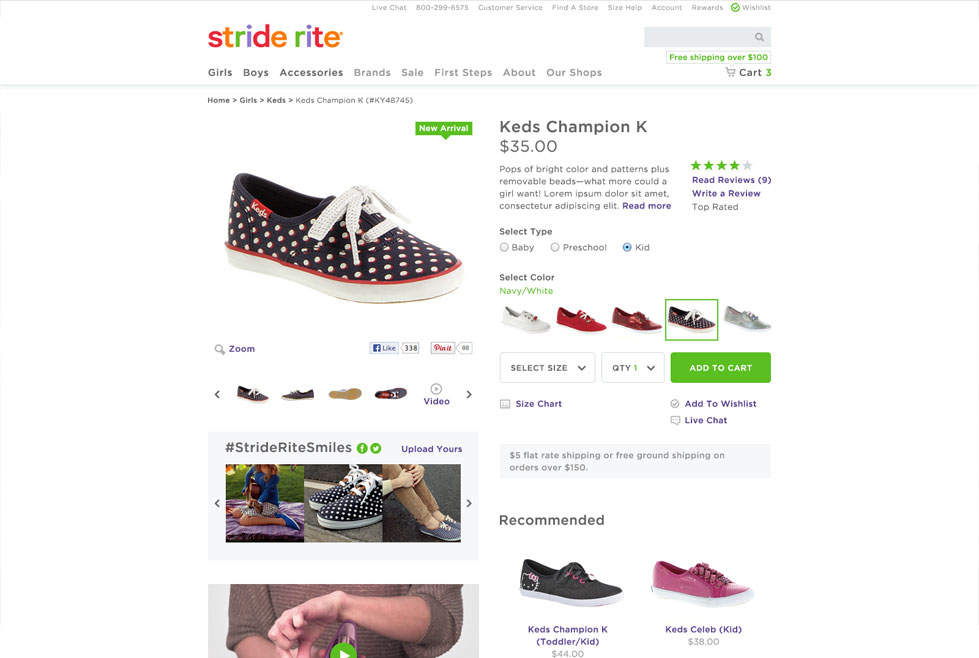 Live Chat 800-299-6575 Customer Service Find A Store Size Help Account Rewards Wishlist
stride rite
Free shipping over $100
Girls Boys Accessories Brands Sale First Steps About Our Shops Cart 3
Home > Girls > Keds > Keds Champion K (#KY48745)
New Arrival
Keds
Zoom
Like 338
Pinit 88
Video
#StrideRiteSmiles Upload Yours
Keds Champion K
$35.00
Pops of bright color and patterns plus
removable beads—what more could a
girl want! Lorem ipsum dolor sit amet,
consectetur adipiscing elit. Read more
Read Reviews (9)
Write a Review
Top Rated
Select Type
Baby Preschool Kid
Select Color
Navy/White
SELECT SIZE QTY 1 ADD TO CART
Size Chart
Add To Wishlist
Live Chat
$5 flat rate shipping or free ground shipping on
orders over $150.
Recommended
Keds Champion K
(Toddler/Kid)
$44.00
Keds Celeb (Kid)
$38.00